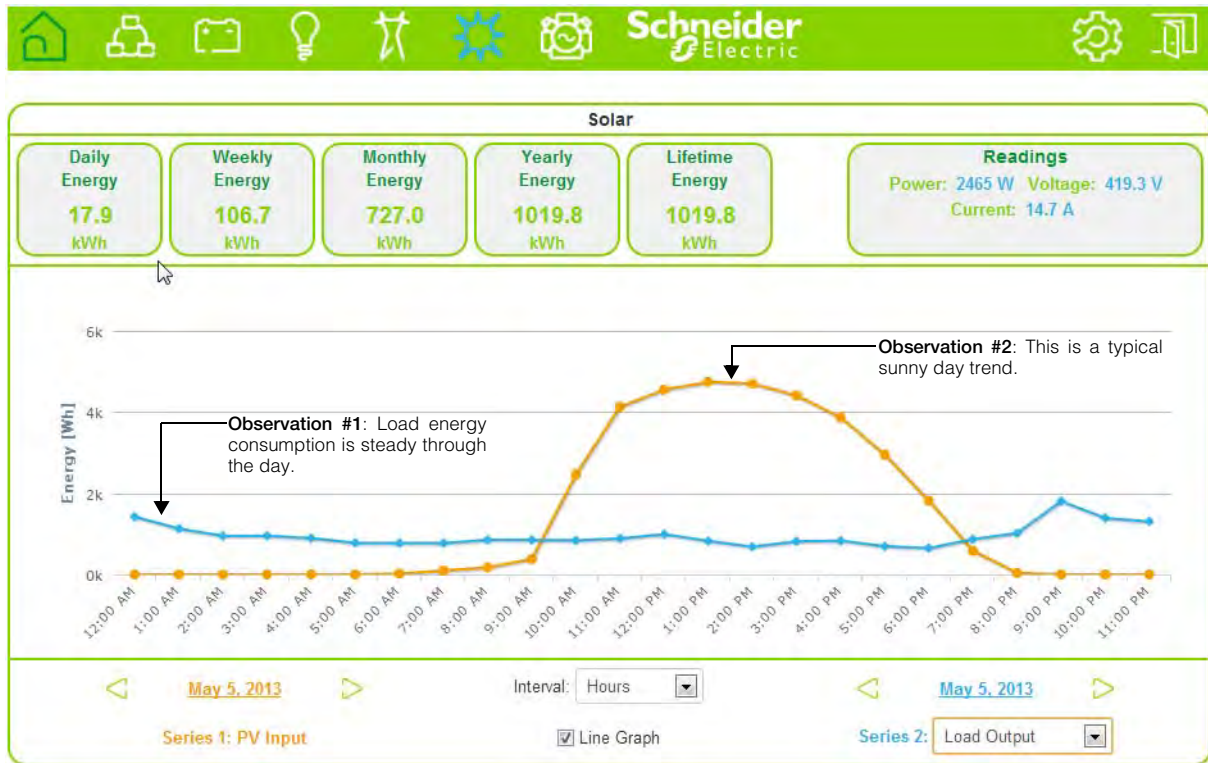 Schneider
Electric
Solar
Daily
Energy
17.9
kWh
Weekly
Energy
106.7
kWh
Monthly
Energy
727.0
kWh
Yearly
Energy
1019.8
kWh
Lifetime
Energy
1019.8
kWh
Readings
Power: 2465 W Voltage: 419.3 V
Current: 14.7 A
Energy [Wh]
6k
4k
2k
0k
Observation #1: Load energy
consumption is steady through
the day.
Observation #2: This is a typical
sunny day trend.
12:00 AM
1:00 AM
2:00 AM
3:00 AM
4:00 AM
5:00 AM
6:00 AM
7:00 AM
8:00 AM
9:00 AM
10:00 AM
11:00 AM
12:00 PM
1:00 PM
2:00 PM
3:00 PM
4:00 PM
5:00 PM
6:00 PM
7:00 PM
8:00 PM
9:00 PM
10:00 PM
11:00 PM
May 5, 2013
Interval: Hours
May 5, 2013
Series 1: PV Input
Line Graph
Series 2: Load Output